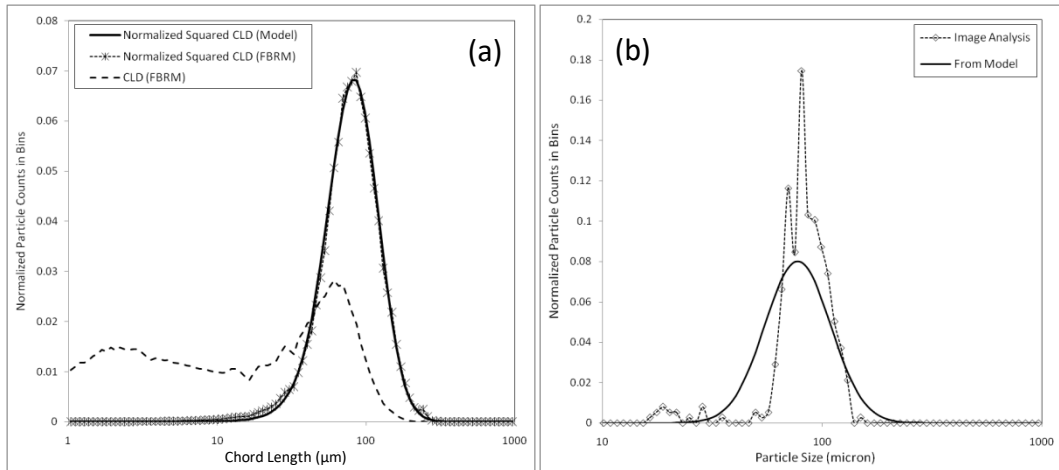 (a)
Normalized Squared CLD (Model)
Normalized Squared CLD (FBRM)
CLD (FBRM)
Normalized Particle Counts in Bins
0.08
0.07
0.06
0.05
0.04
0.03
0.02
0.01
0
1
10
100
1000
Chord Length (µm)
(b)
Image Analysis
From Model
Normalized Particle Counts in Bins
0.2
0.18
0.16
0.14
0.12
0.1
0.08
0.06
0.04
0.02
0
10
100
1000
Particle Size (micron)